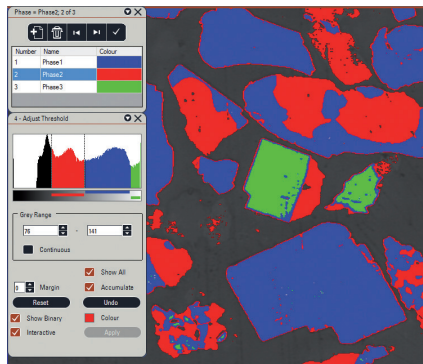 Phase = Phase2; 2 of 3
Number Name Colour
1 Phase1
2 Phase2
3 Phase3
4 - Adjust Threshold
Grey Range
76 - 141
Continuous
Show All
0 Margin Accumulate
Reset Undo
Show Binary Colour
Interactive Apply